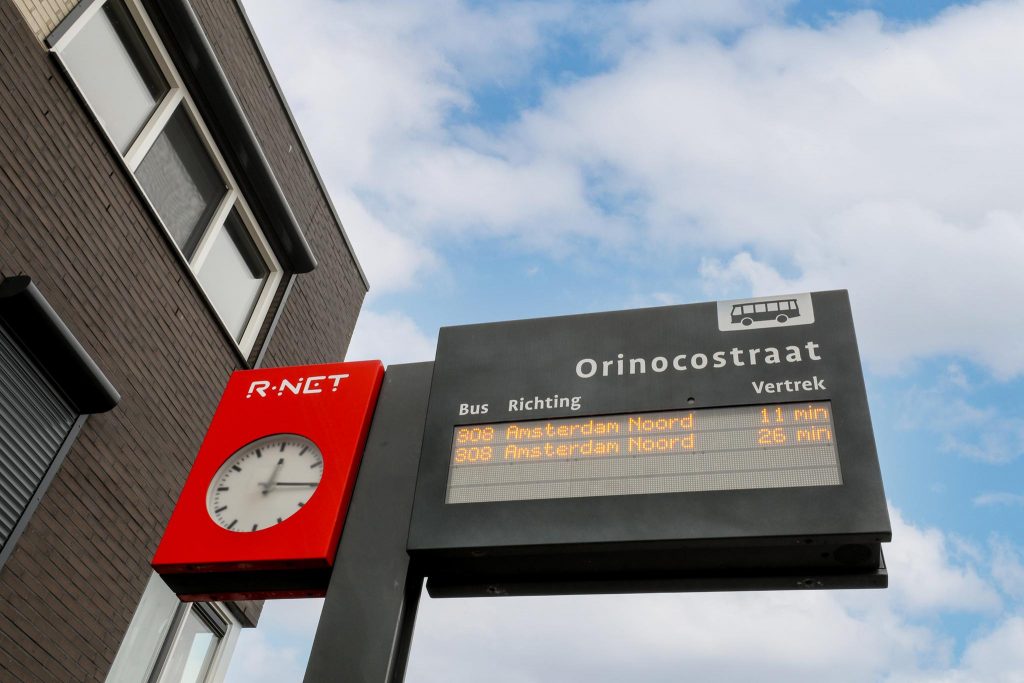 R·NET
Orinocostraat
Bus Richting Vertrek
308 Amsterdam Noord 11 min
308 Amsterdam Noord 26 min